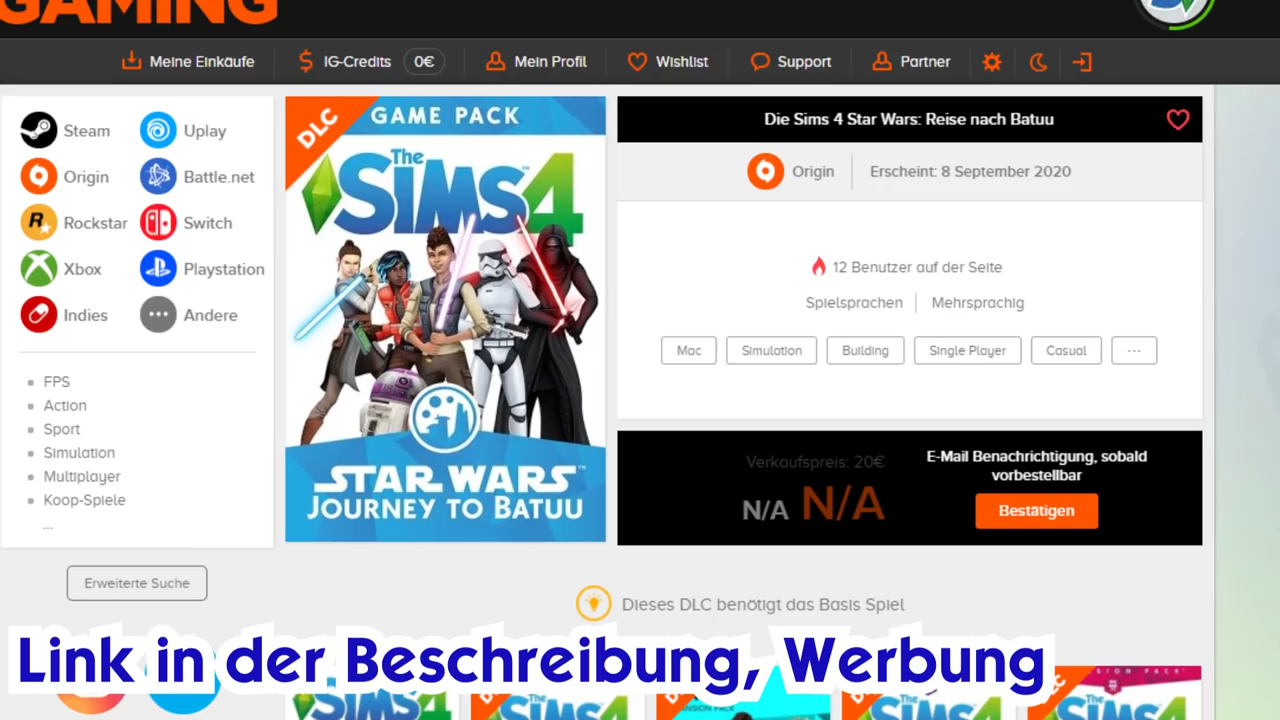 GAMING
Meine Einkäufe
IG-Credits 0€
Mein Profil
Wishlist
Support
Partner
Steam
Uplay
Origin
Battle.net
Rockstar
Switch
Xbox
Playstation
Indies
Andere
FPS
Action
Sport
Simulation
Multiplayer
Koop-Spiele
...
Erweiterte Suche
DLC
GAME PACK
The
SIMS 4
STAR WARS™
JOURNEY TO BATUU
Die Sims 4 Star Wars: Reise nach Batuu
Origin
Erscheint: 8 September 2020
12 Benutzer auf der Seite
Spielsprachen
Mehrsprachig
Mac
Simulation
Building
Single Player
Casual
...
Verkaufspreis: 20€
N/A N/A
E-Mail Benachrichtigung, sobald
vorbestellbar
Bestätigen
Dieses DLC benötigt das Basis Spiel
Link in der Beschreibung, Werbung